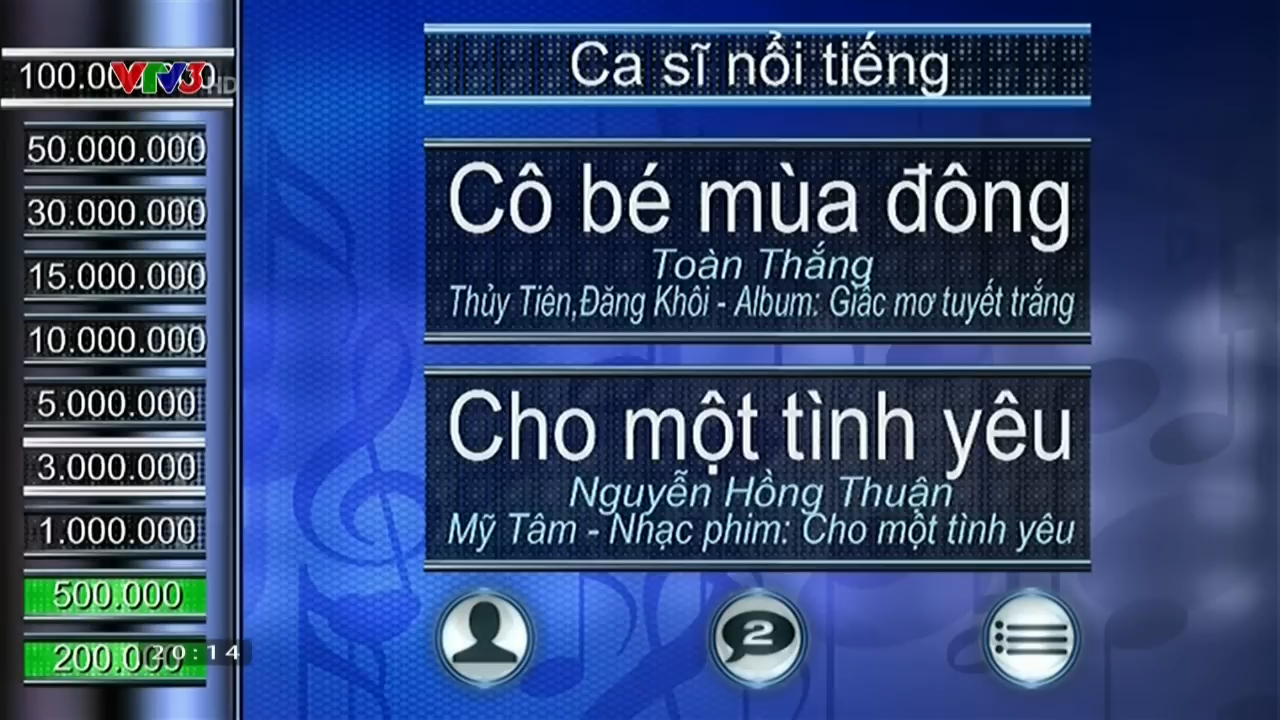 Ca sĩ nổi tiếng
100.000.000
VTV3
HD
50.000.000
30.000.000
15.000.000
10.000.000
5.000.000
3.000.000
1.000.000
500.000
200.000
20:14
Cô bé mùa đông
Toàn Thắng
Thủy Tiên,Đăng Khôi - Album: Giấc mơ tuyết trắng
Cho một tình yêu
Nguyễn Hồng Thuận
Mỹ Tâm - Nhạc phim: Cho một tình yêu
2